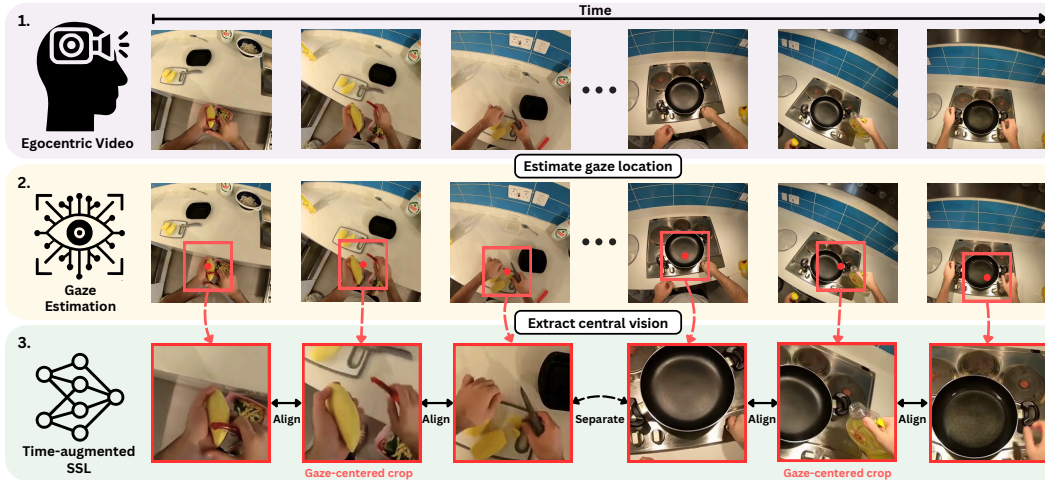 Time
1.
Egocentric Video
Estimate gaze location
2.
Gaze
Estimation
Extract central vision
3.
Time-augmented
SSL
Align
Align
Separate
Align
Align
Gaze-centered crop
Gaze-centered crop